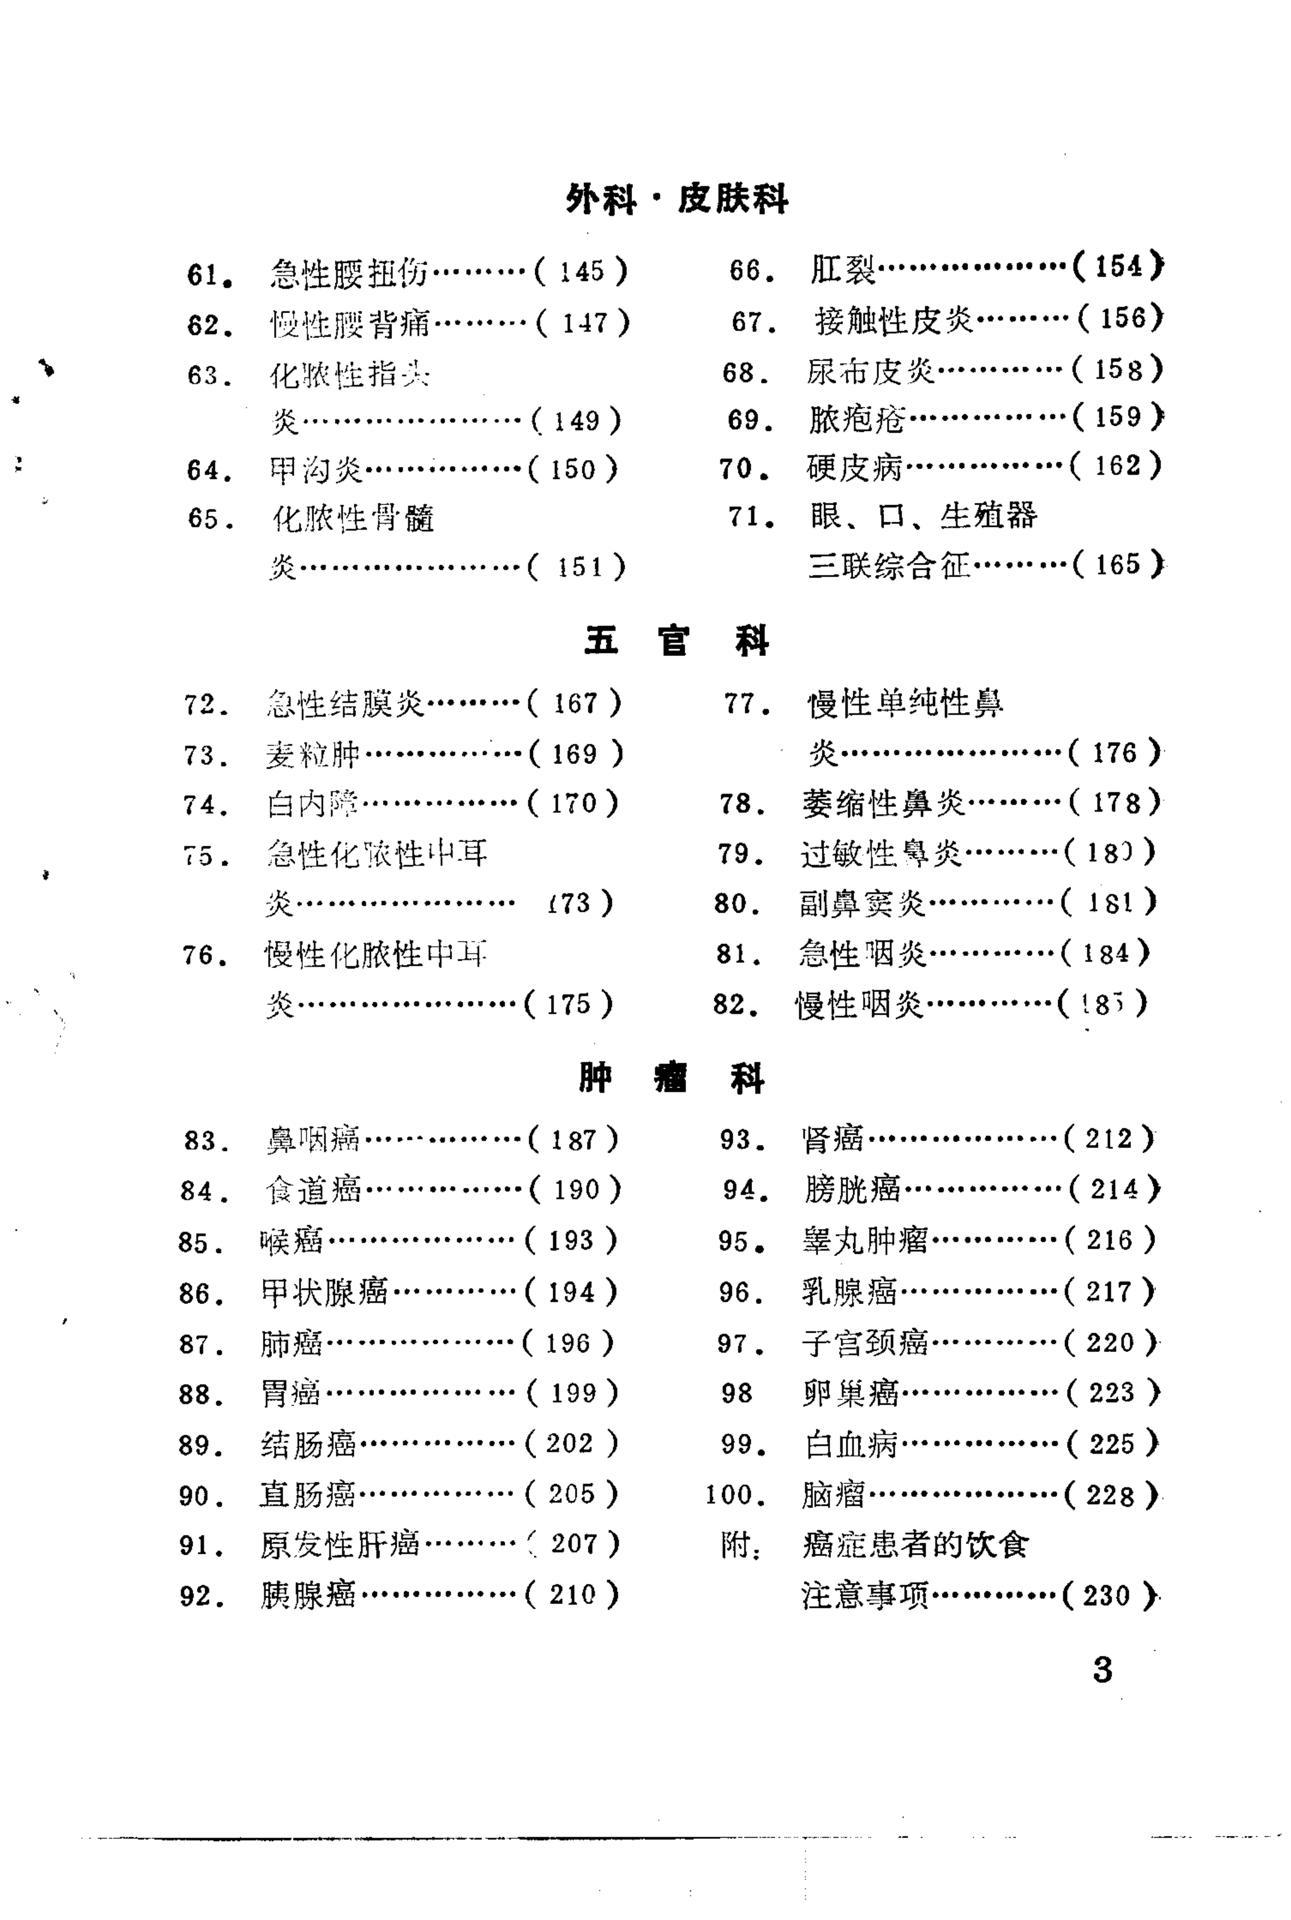 外科·皮肤科
61. 急性腰扭伤………(145)
62. 慢性腰背痛………(147)
63. 化脓性指头
炎…………………(149)
64. 甲沟炎……………(150)
65. 化脓性骨髓
炎…………………(151)
66. 肛裂………………(154)
67. 接触性皮炎………(156)
68. 尿布皮炎…………(158)
69. 脓疱疮……………(159)
70. 硬皮病……………(162)
71. 眼、口、生殖器
三联综合征………(165)
五官科
72. 急性结膜炎………(167)
73. 麦粒肿……………(169)
74. 白内障……………(170)
75. 急性化脓性中耳
炎………………… 173)
76. 慢性化脓性中耳
炎…………………(175)
77. 慢性单纯性鼻
炎…………………(176)
78. 萎缩性鼻炎………(178)
79. 过敏性鼻炎………(180)
80. 副鼻窦炎…………(181)
81. 急性咽炎…………(184)
82. 慢性咽炎…………(185)
肿瘤科
83. 鼻咽癌……………(187)
84. 食道癌……………(190)
85. 喉癌………………(193)
86. 甲状腺癌…………(194)
87. 肺癌………………(196)
88. 胃癌………………(199)
89. 结肠癌……………(202)
90. 直肠癌……………(205)
91. 原发性肝癌………(207)
92. 胰腺癌……………(210)
93. 肾癌………………(212)
94. 膀胱癌……………(214)
95. 睾丸肿瘤…………(216)
96. 乳腺癌……………(217)
97. 子宫颈癌…………(220)
98 卵巢癌……………(223)
99. 白血病……………(225)
100. 脑瘤………………(228)
附: 癌症患者的饮食
注意事项…………(230)
3